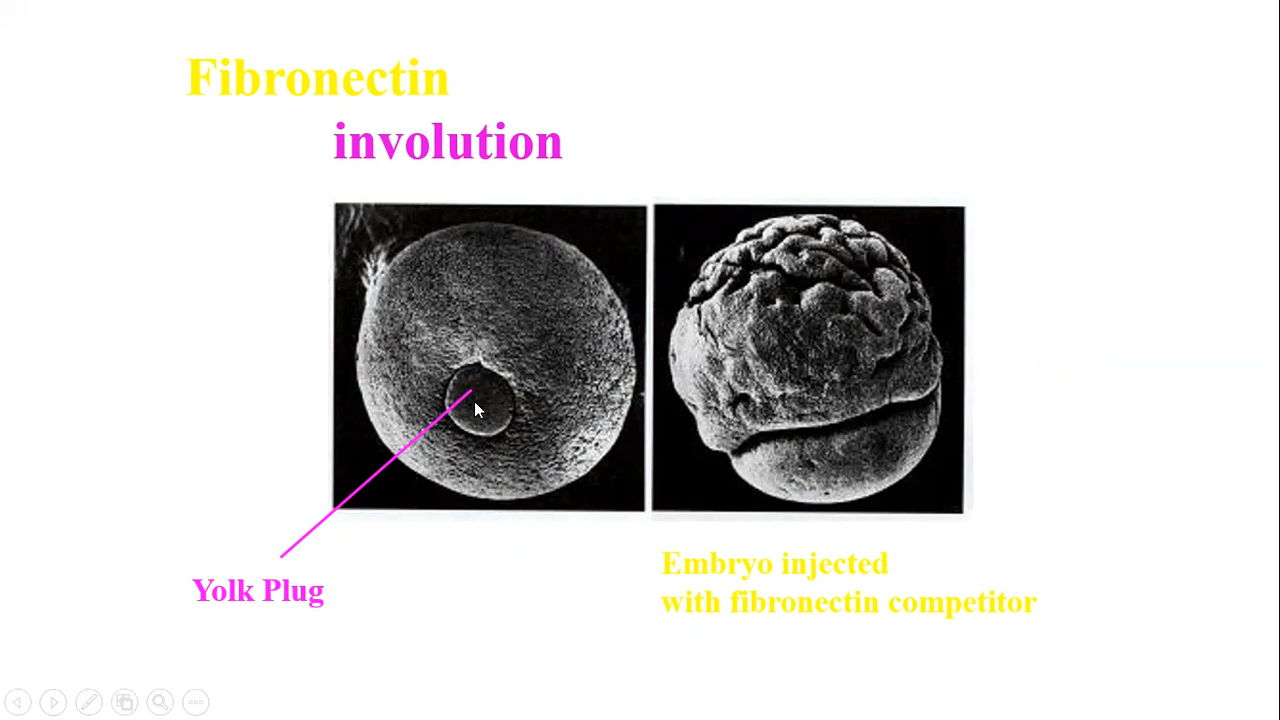 Fibronectin
involution
Yolk Plug
Embryo injected
with fibronectin competitor